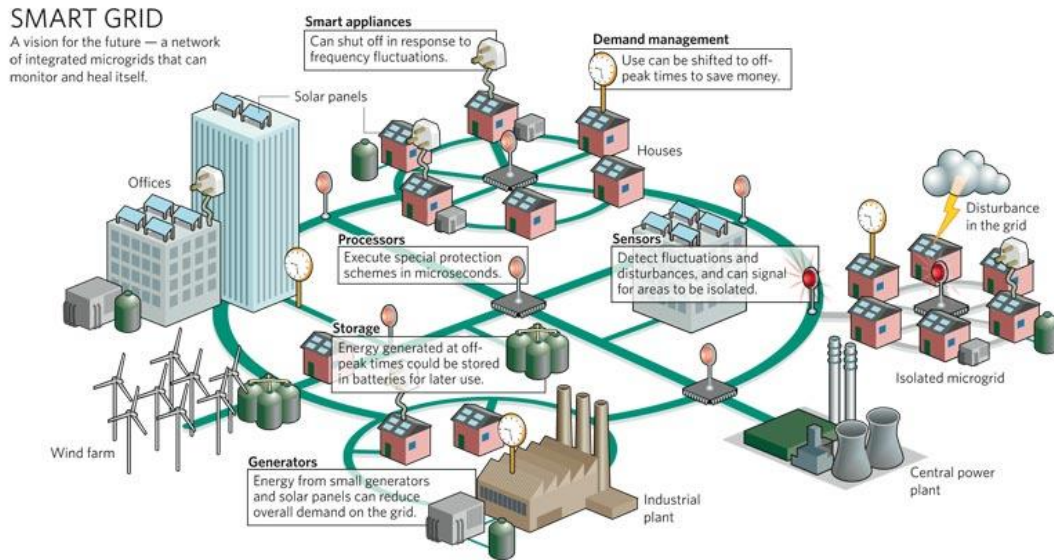 SMART GRID
A vision for the future — a network
of integrated microgrids that can
monitor and heal itself.
Smart appliances
Can shut off in response to
frequency fluctuations.
Demand management
Use can be shifted to off-
peak times to save money.
Solar panels
Houses
Offices
Disturbance
in the grid
Processors
Execute special protection
schemes in microseconds.
Sensors
Detect fluctuations and
disturbances, and can signal
for areas to be isolated.
Storage
Energy generated at off-
peak times could be stored
in batteries for later use.
Isolated microgrid
Wind farm
Generators
Energy from small generators
and solar panels can reduce
overall demand on the grid.
Industrial
plant
Central power
plant